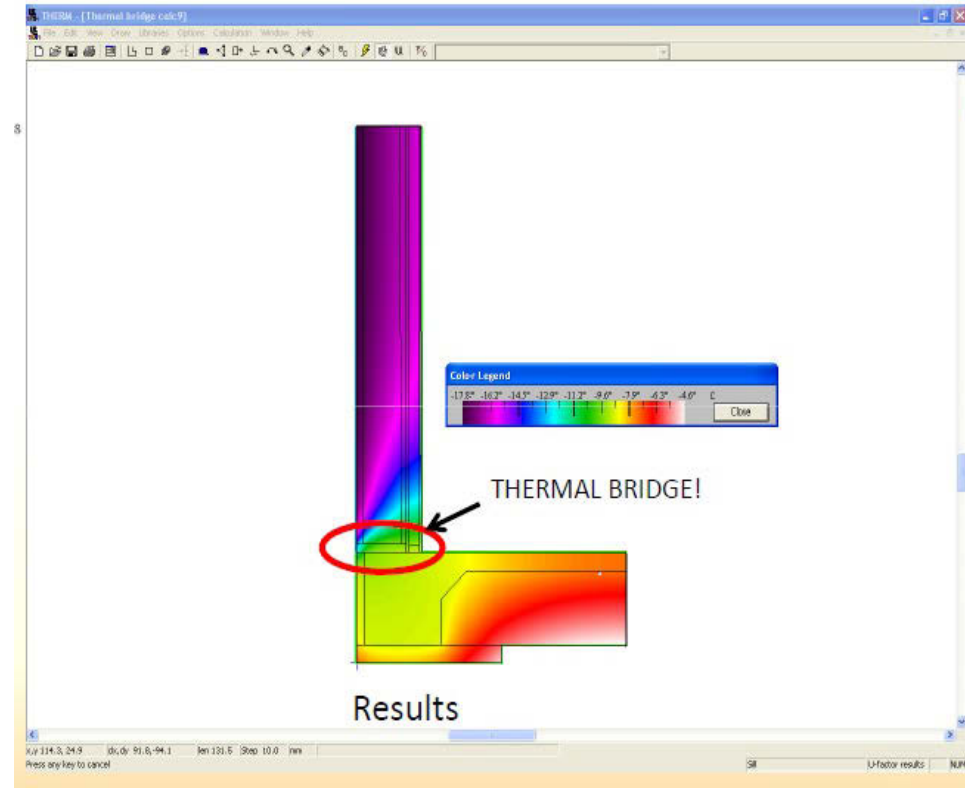 THERM - [Thermal bridge calc9]
File Edit View Draw Libraries Options Calculation Window Help
8
Color Legend
-17.8° -16.2° -14.5° -12.9° -11.2° -9.6° -7.9° -6.3° -4.6° C
Close
THERMAL BRIDGE!
Results
x,y 114.3, 24.9 dx,dy 91.8,-94.1 len 131.5 Step 10.0 mm
Press any key to cancel
Sill U-factor results NUM